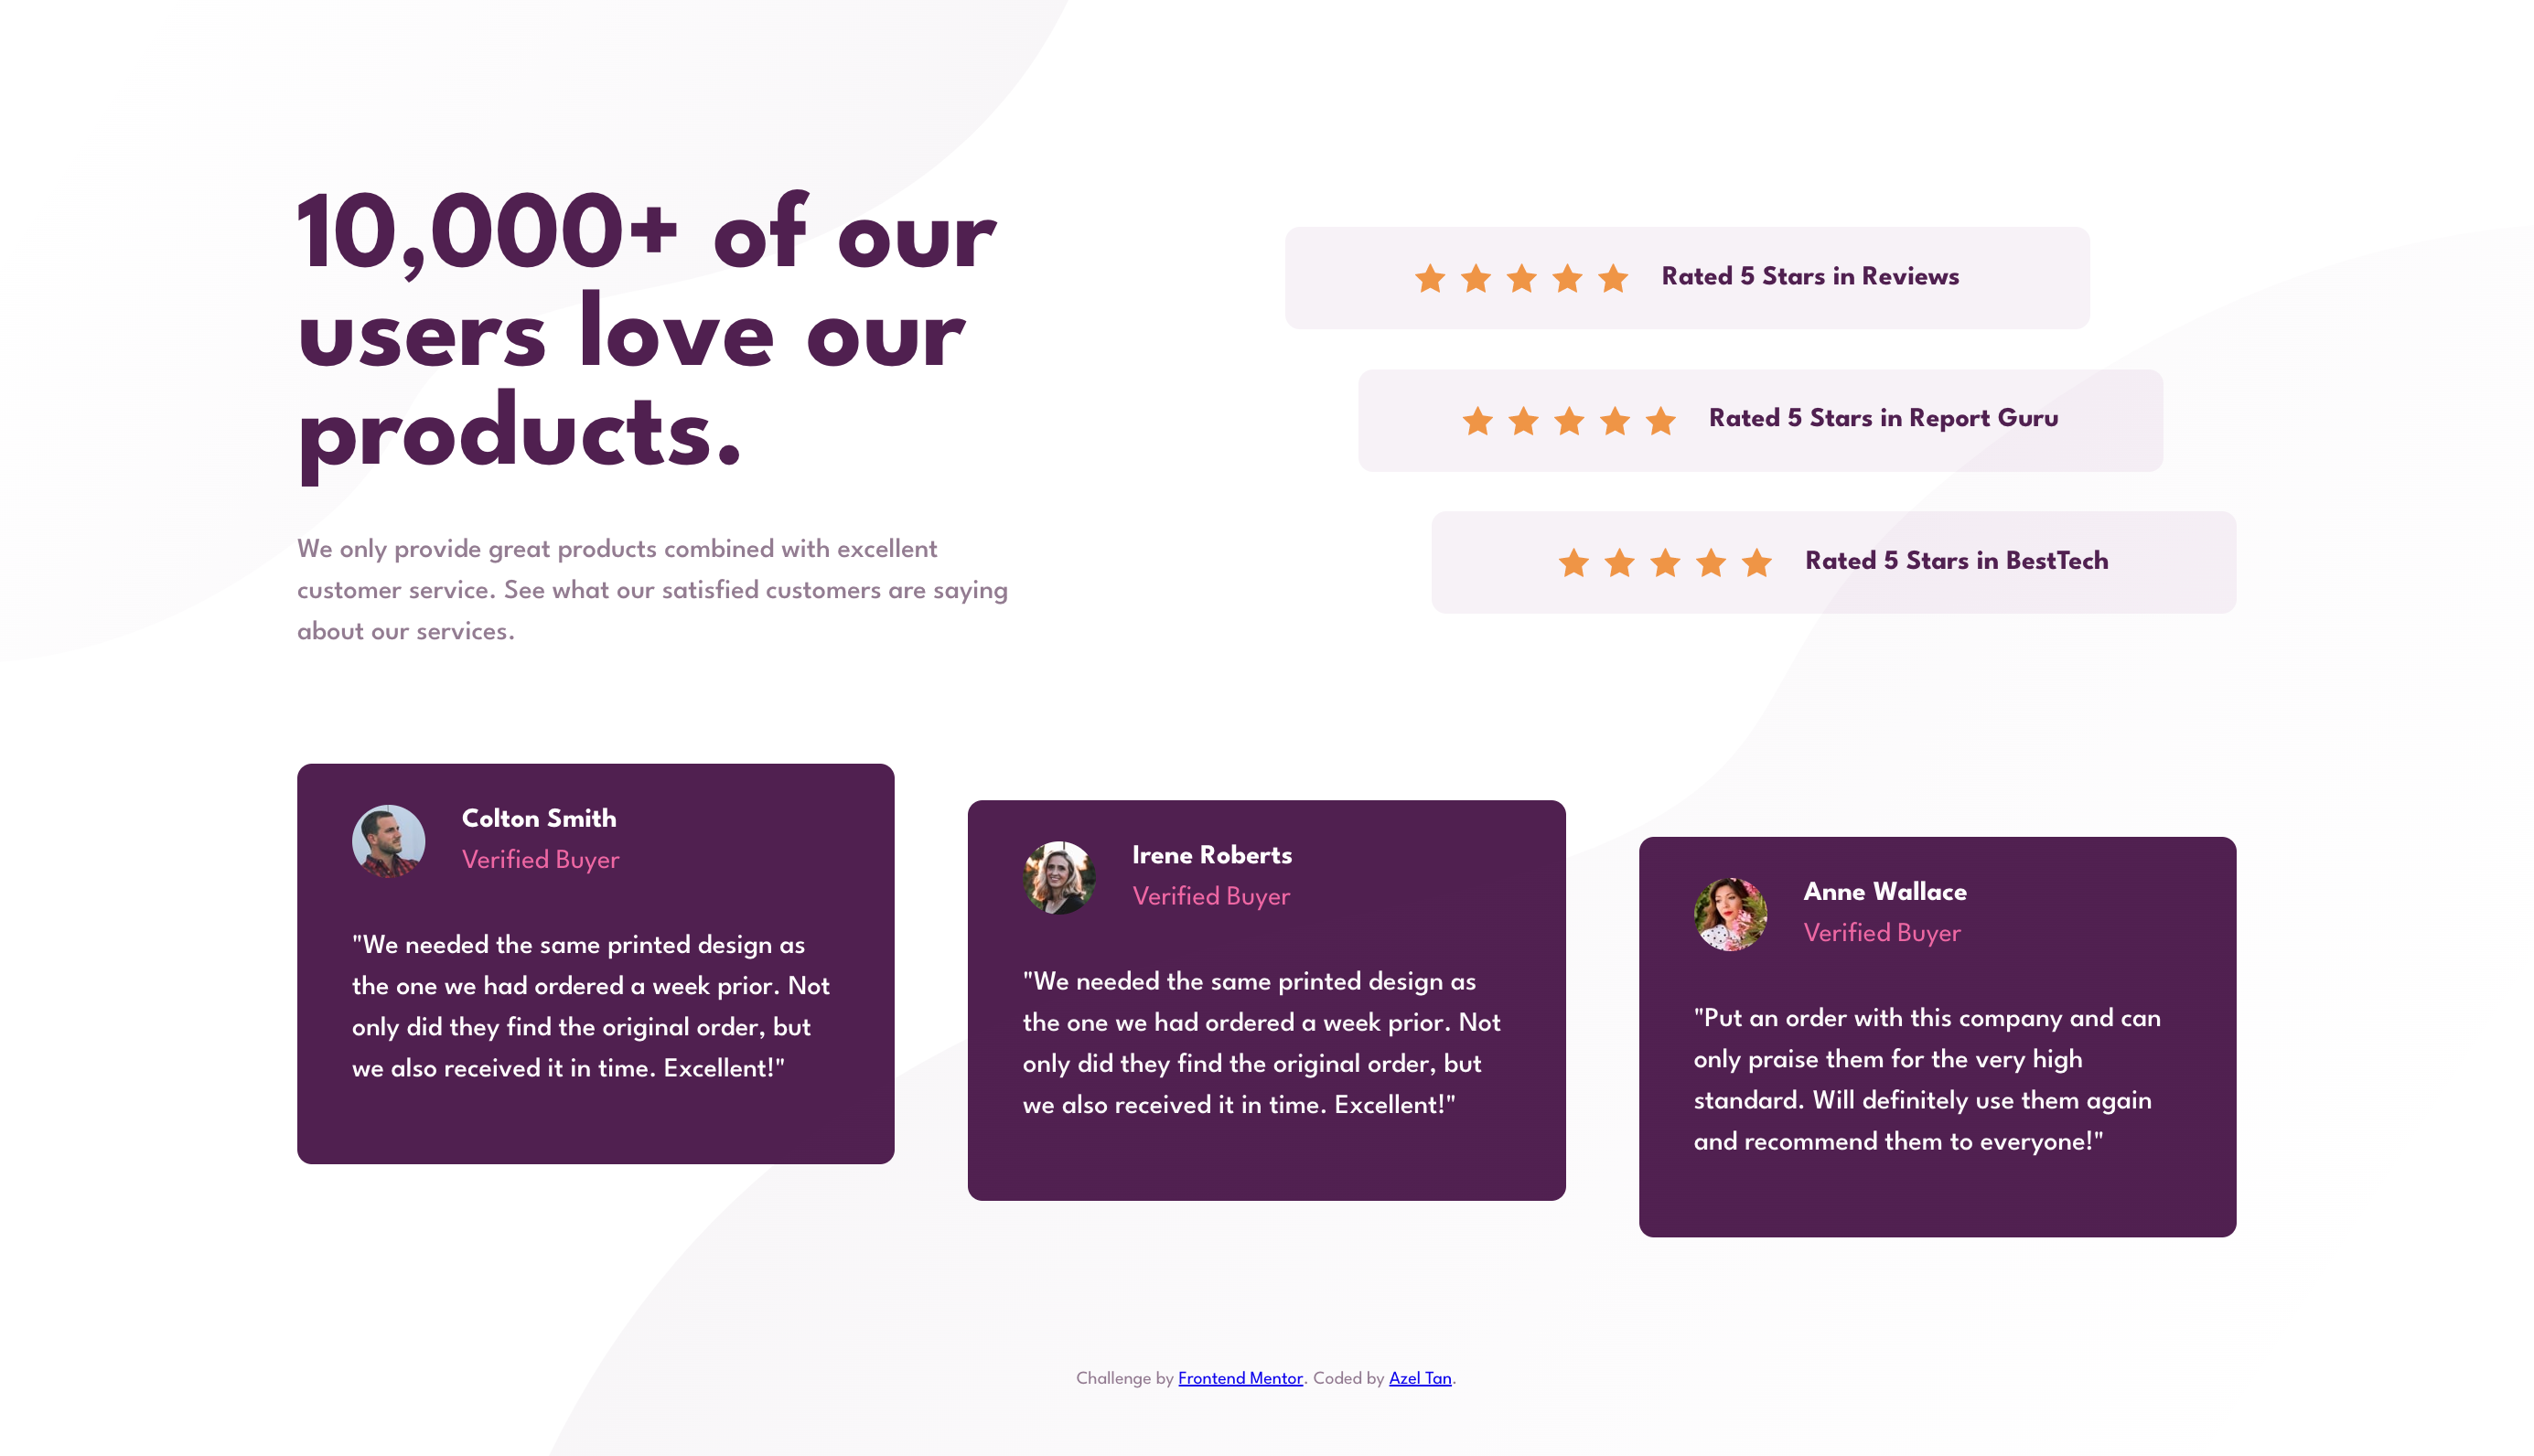 10,000+ of our
users love our
products.
We only provide great products combined with excellent
customer service. See what our satisfied customers are saying
about our services.
Rated 5 Stars in Reviews
Rated 5 Stars in Report Guru
Rated 5 Stars in BestTech
Colton Smith
Verified Buyer
"We needed the same printed design as
the one we had ordered a week prior. Not
only did they find the original order, but
we also received it in time. Excellent!"
Irene Roberts
Verified Buyer
"We needed the same printed design as
the one we had ordered a week prior. Not
only did they find the original order, but
we also received it in time. Excellent!"
Anne Wallace
Verified Buyer
"Put an order with this company and can
only praise them for the very high
standard. Will definitely use them again
and recommend them to everyone!"
Challenge by Frontend Mentor. Coded by Azel Tan.